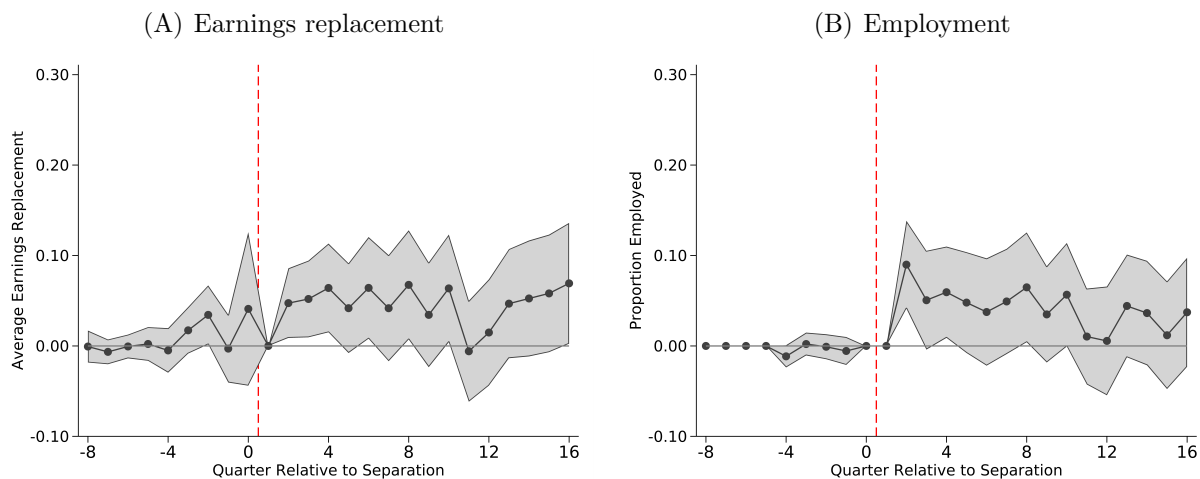 (A) Earnings replacement
0.30
0.20
0.10
0.00
-0.10
Average Earnings Replacement
-8 -4 0 4 8 12 16
Quarter Relative to Separation
(B) Employment
0.30
0.20
0.10
0.00
-0.10
Proportion Employed
-8 -4 0 4 8 12 16
Quarter Relative to Separation